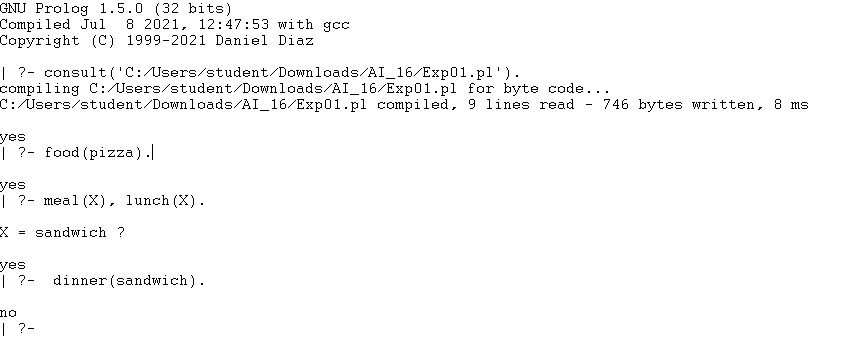 GNU Prolog 1.5.0 (32 bits)
Compiled Jul  8 2021, 12:47:53 with gcc
Copyright (C) 1999-2021 Daniel Diaz
| ?- consult('C:/Users/student/Downloads/AI_16/Exp01.pl').
compiling C:/Users/student/Downloads/AI_16/Exp01.pl for byte code...
C:/Users/student/Downloads/AI_16/Exp01.pl compiled, 9 lines read - 746 bytes written, 8 ms
yes
| ?- food(pizza).
yes
| ?- meal(X), lunch(X).
X = sandwich ?
yes
| ?-  dinner(sandwich).
no
| ?-